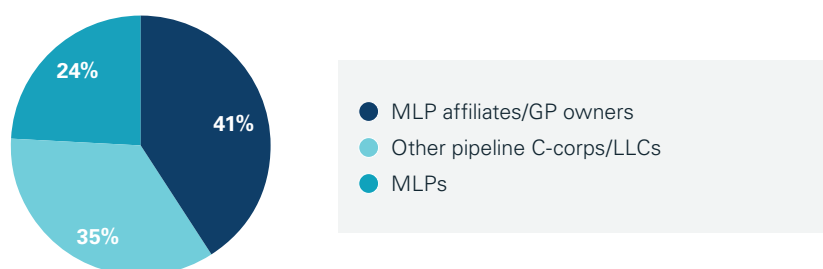 24%
41%
35%
MLP affiliates/GP owners
Other pipeline C-corps/LLCs
MLPs